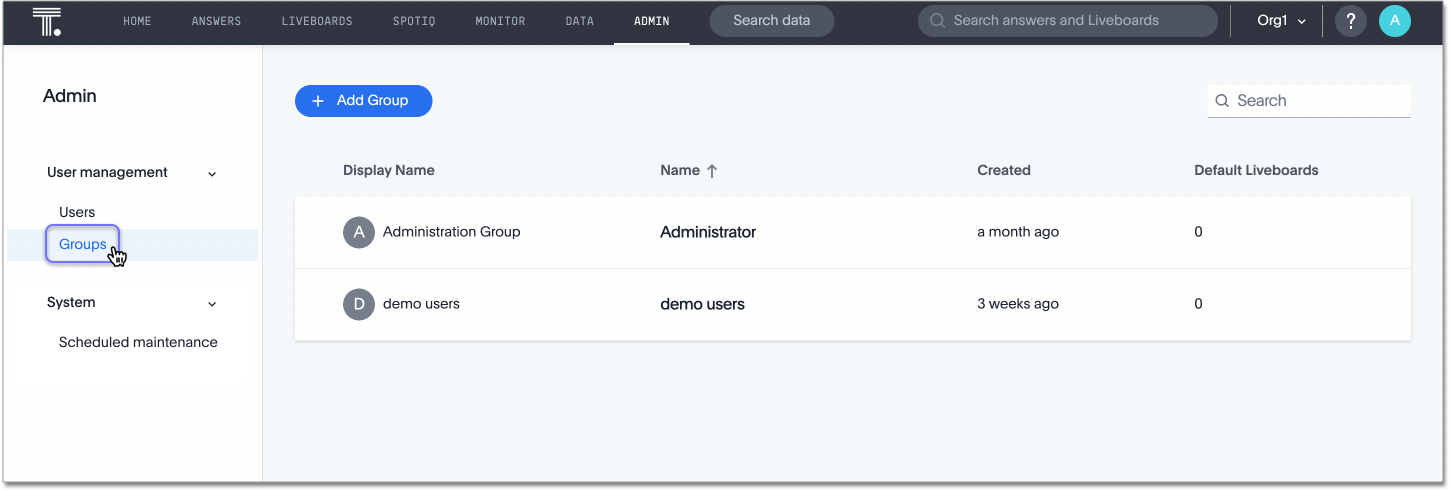 T. HOME ANSWERS LIVEBOARDS SPOTIQ MONITOR DATA ADMIN Search data Search answers and Liveboards Org1 ? A
Admin
User management
Users
Groups
System
Scheduled maintenance
+ Add Group
Search
Display Name Name ↑ Created Default Liveboards
A Administration Group Administrator a month ago 0
D demo users demo users 3 weeks ago 0